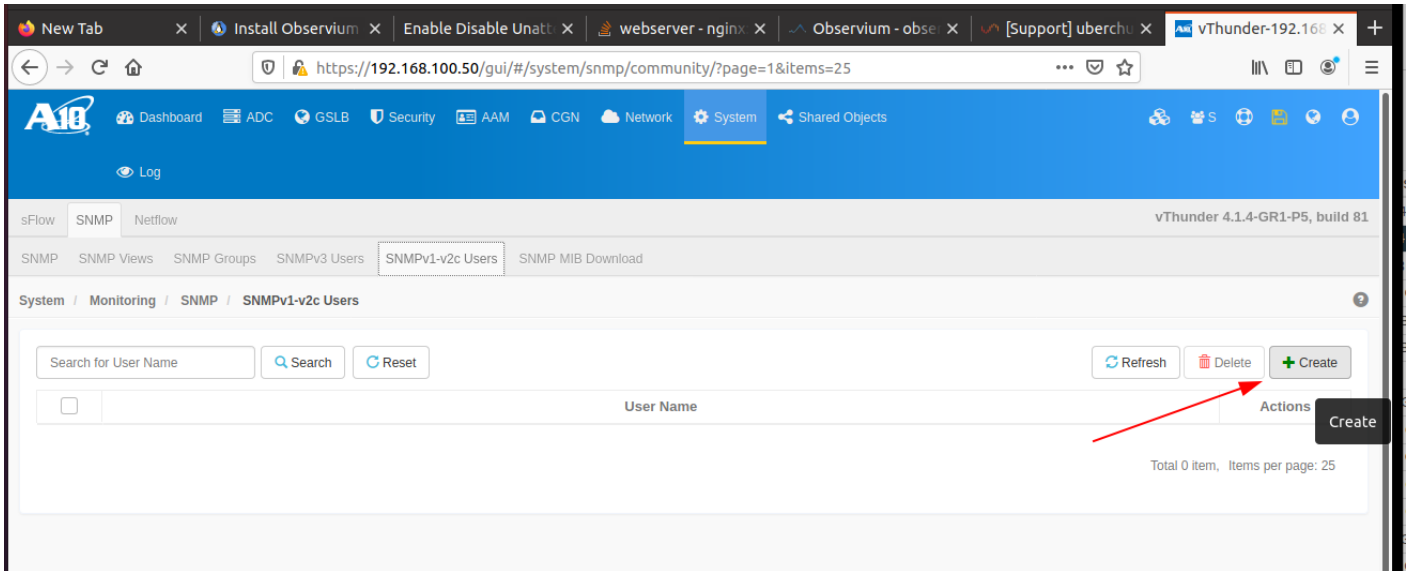 New Tab
Install Observium
Enable Disable Unatt
webserver - nginx:
Observium - obse
[Support] uberchu
A10 vThunder-192.168
https://192.168.100.50/gui/#/system/snmp/community/?page=1&items=25
A10 Dashboard ADC GSLB Security AAM CGN Network System Shared Objects S
Log
sFlow SNMP Netflow vThunder 4.1.4-GR1-P5, build 81
SNMP SNMP Views SNMP Groups SNMPv3 Users SNMPv1-v2c Users SNMP MIB Download
System / Monitoring / SNMP / SNMPv1-v2c Users
Search for User Name Search Reset Refresh Delete Create
User Name Actions
Create
Total 0 item, Items per page: 25